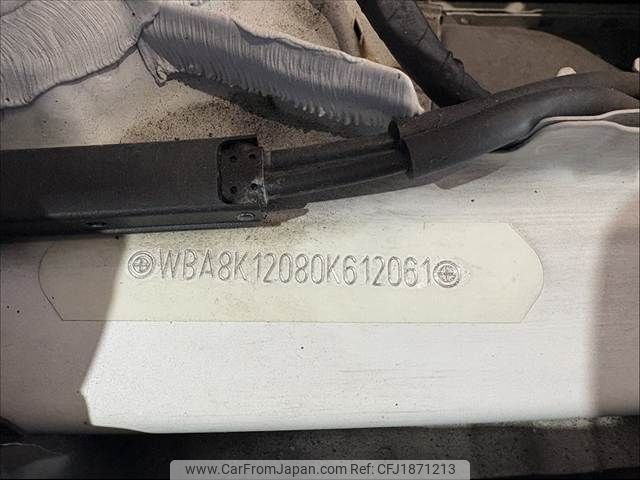 WBA8K12080K612061
www.CarFromJapan.com Ref. CFJ1871213